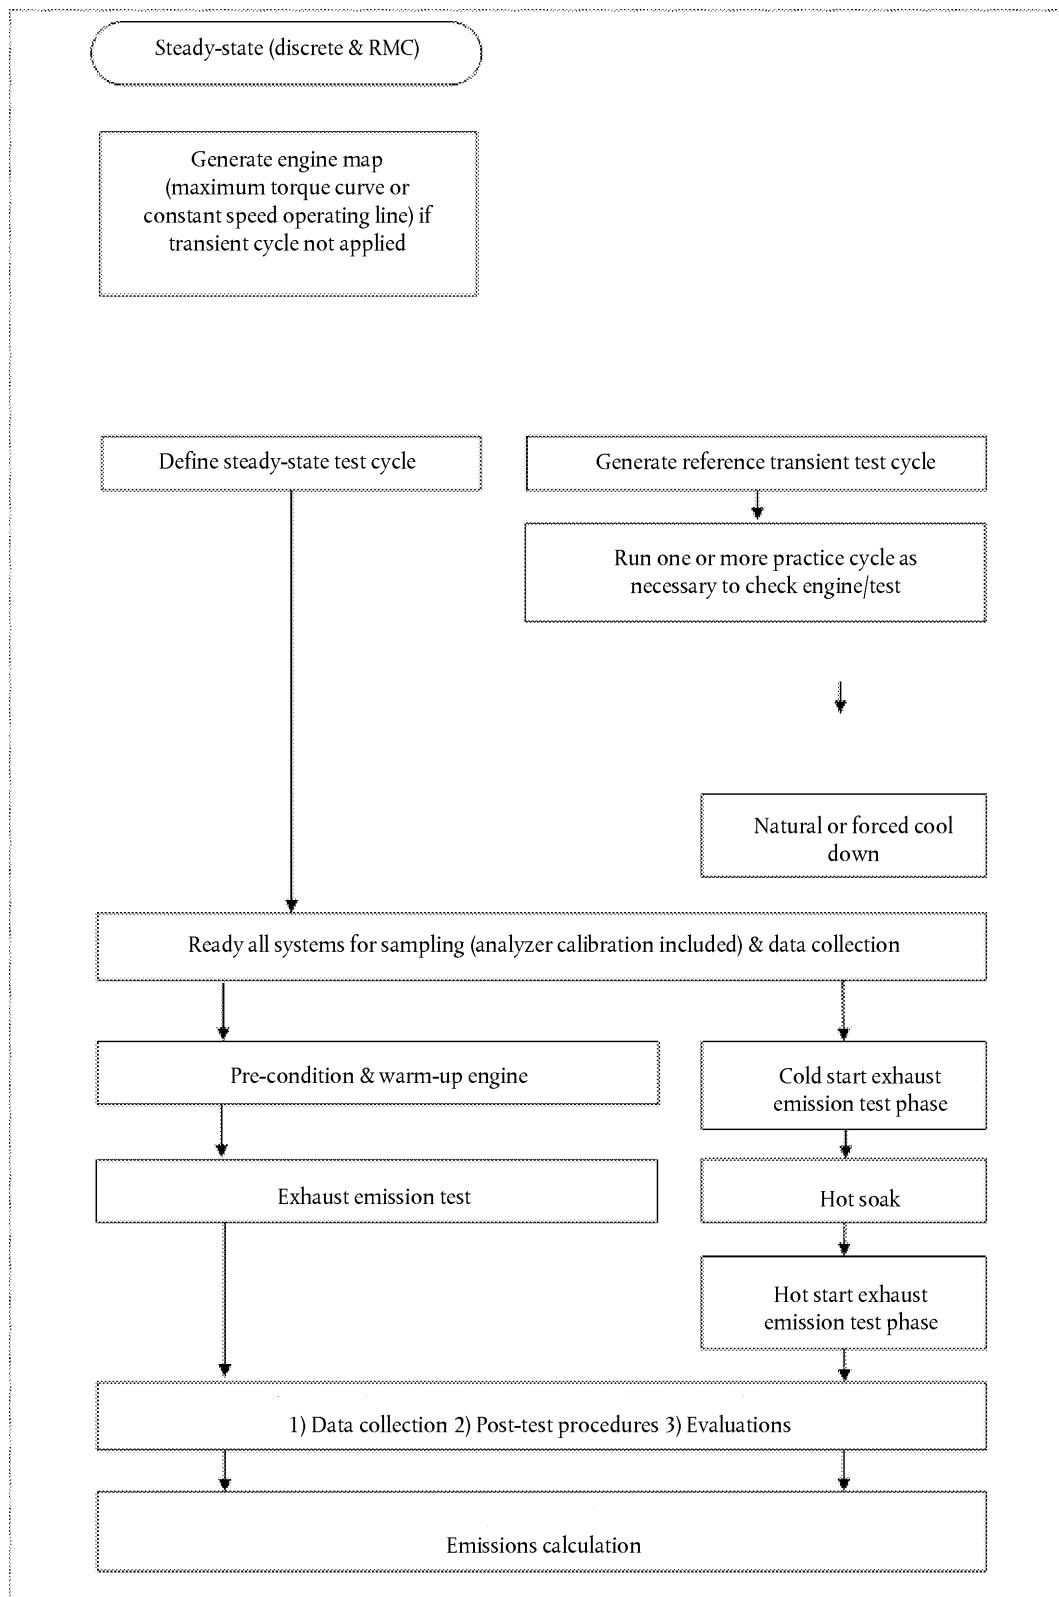 Steady-state (discrete & RMC)
Generate engine map
(maximum torque curve or
constant speed operating line) if
transient cycle not applied
Define steady-state test cycle
Generate reference transient test cycle
Run one or more practice cycle as
necessary to check engine/test
Natural or forced cool
down
Ready all systems for sampling (analyzer calibration included) & data collection
Pre-condition & warm-up engine
Cold start exhaust
emission test phase
Exhaust emission test
Hot soak
Hot start exhaust
emission test phase
1) Data collection 2) Post-test procedures 3) Evaluations
Emissions calculation